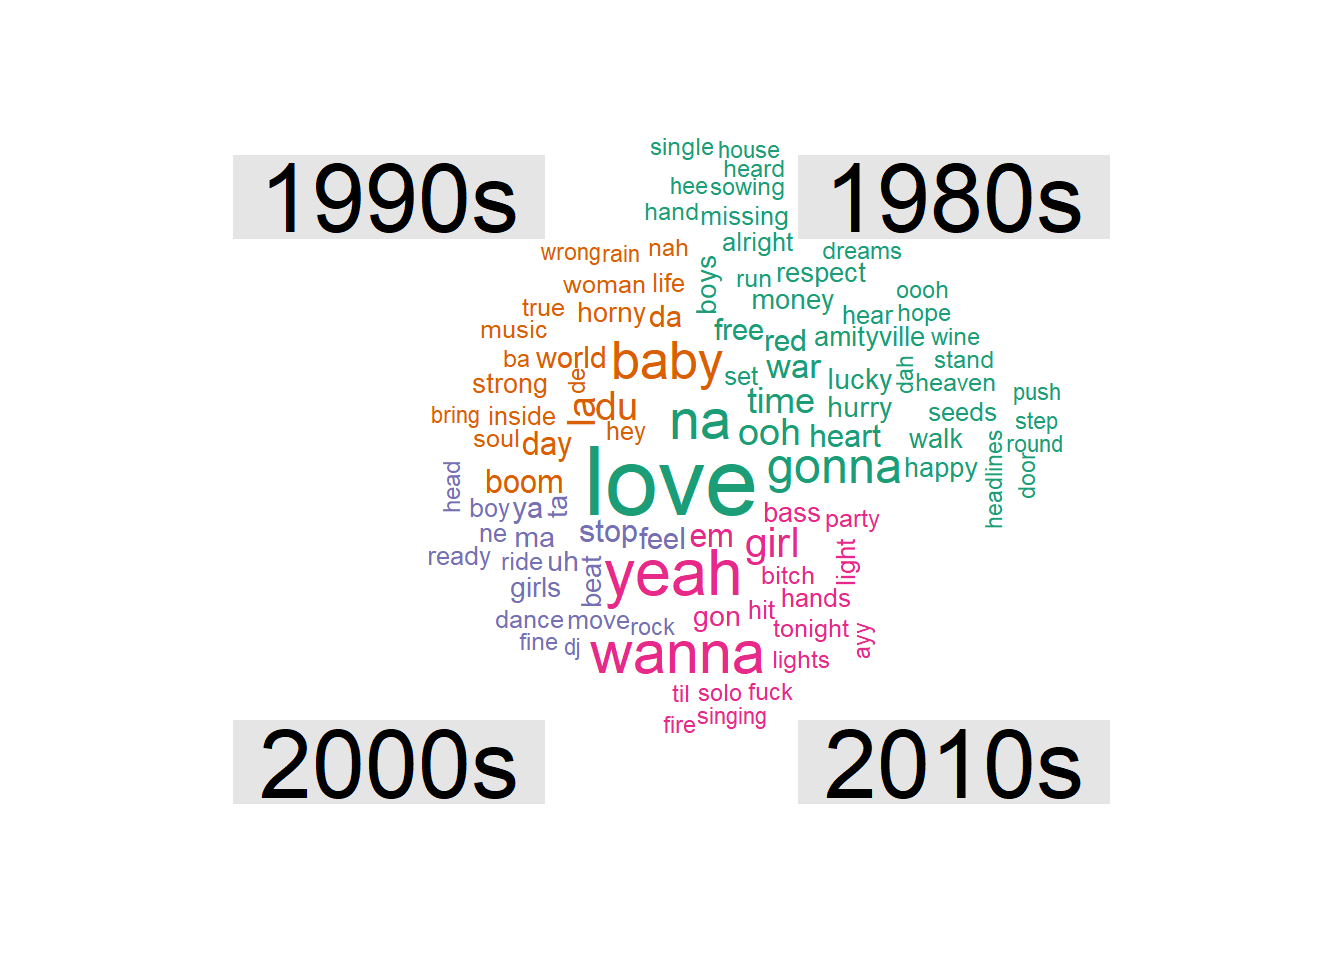 single house
heard
hee sowing
1990s
1980s
hand missing
alright
wrong rain nah
dreams
boys
woman life
run respect
money
oooh
true horny da
hear hope
music
free red amityville wine
ba world baby
set war
dah
stand
strong
de
lucky
heaven
push
bring inside
la
du
na
time
hurry
seeds
step
soul day
hey
ooh heart
walk
round
head
boom
love
gonna
happy
headlines
door
boy ya
ta
bass party
ne ma
stop feel em girl
light
ready
ride uh
beat
yeah
bitch
girls
hands
dance move rock
gon hit
tonight
ayy
fine dj
wanna
lights
til solo fuck
fire singing
2000s
2010s